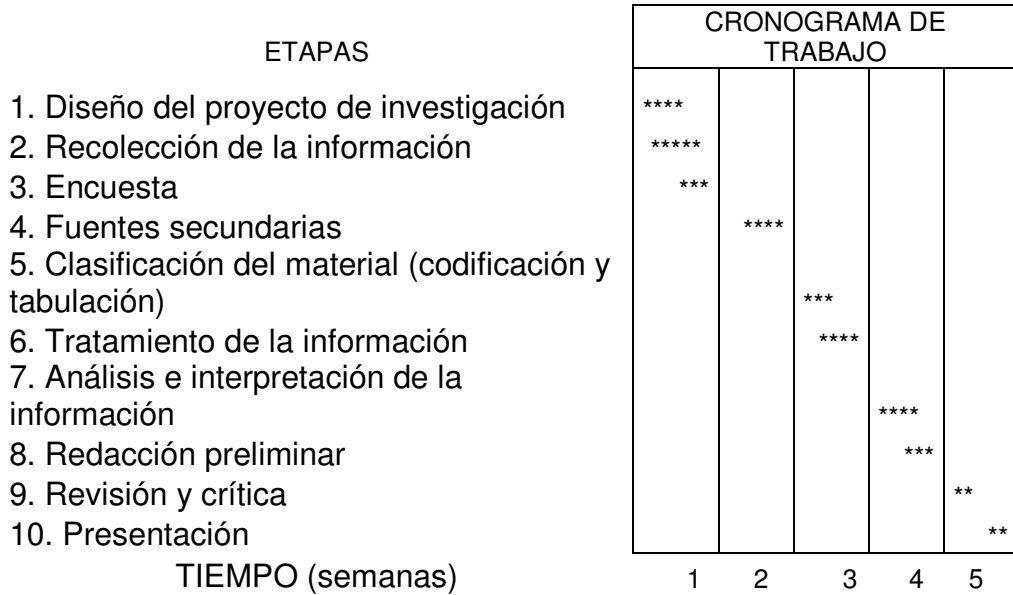 CRONOGRAMA DE
ETAPAS TRABAJO
1. Diseño del proyecto de investigación ****
2. Recolección de la información *****
3. Encuesta ***
4. Fuentes secundarias ****
5. Clasificación del material (codificación y
tabulación) ***
6. Tratamiento de la información ****
7. Análisis e interpretación de la
información ****
8. Redacción preliminar ***
9. Revisión y crítica **
10. Presentación **
TIEMPO (semanas) 1 2 3 4 5